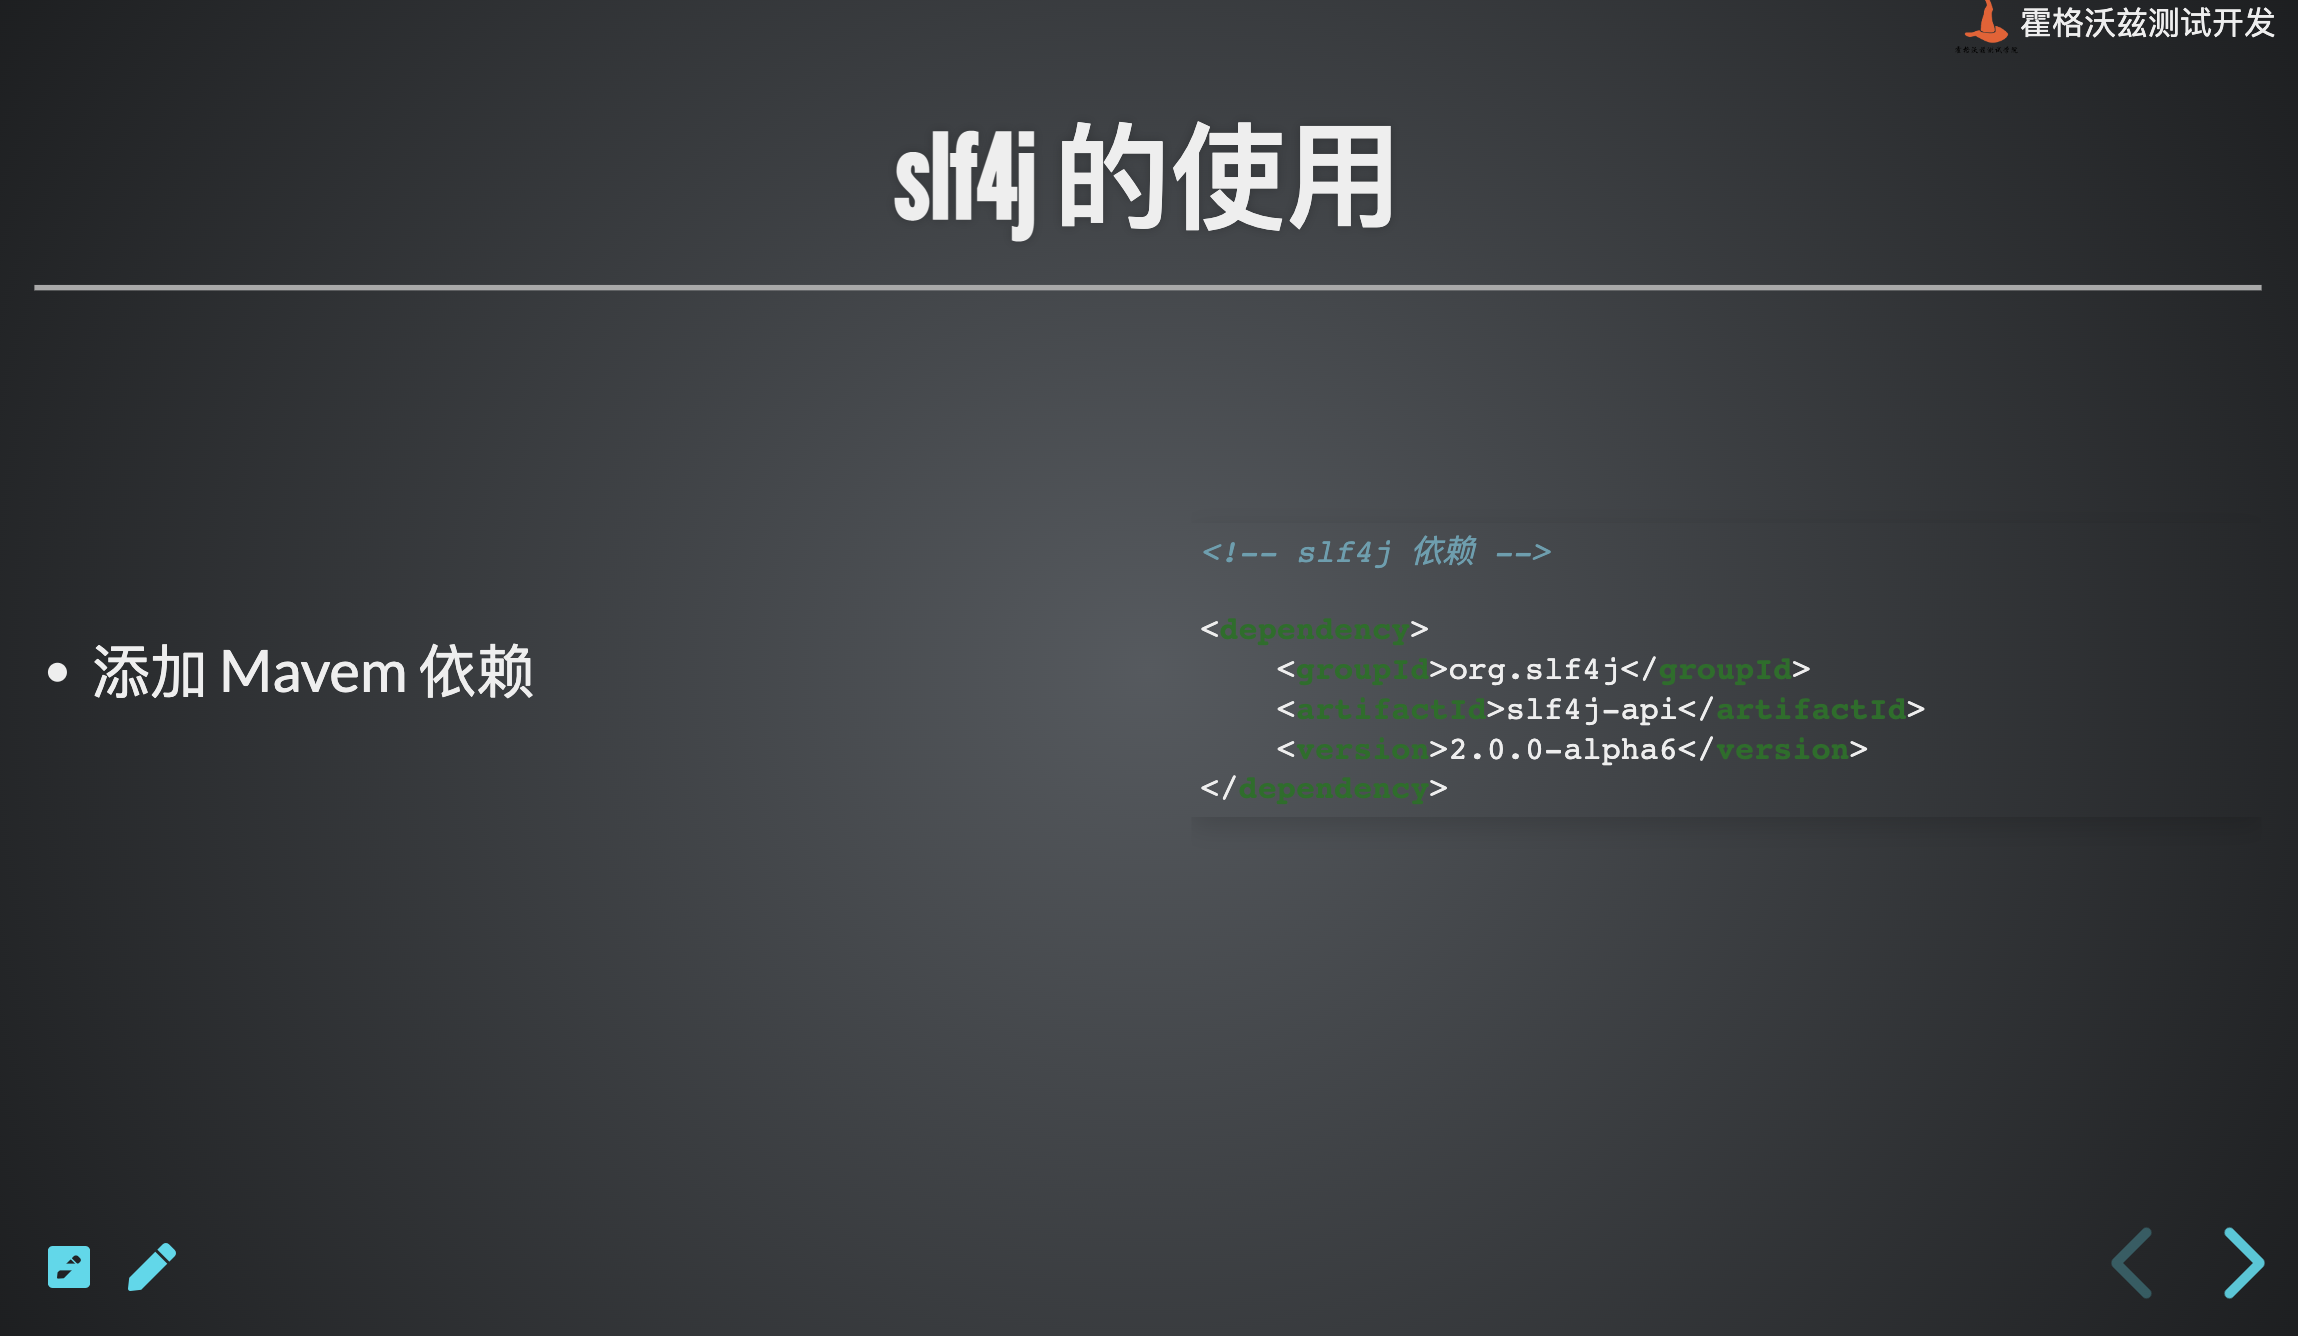 霍格沃兹测试开发
slf4j 的使用
添加 Mavem 依赖
<!-- slf4j 依赖 -->
<dependency>
    <groupId>org.slf4j</groupId>
    <artifactId>slf4j-api</artifactId>
    <version>2.0.0-alpha6</version>
</dependency>